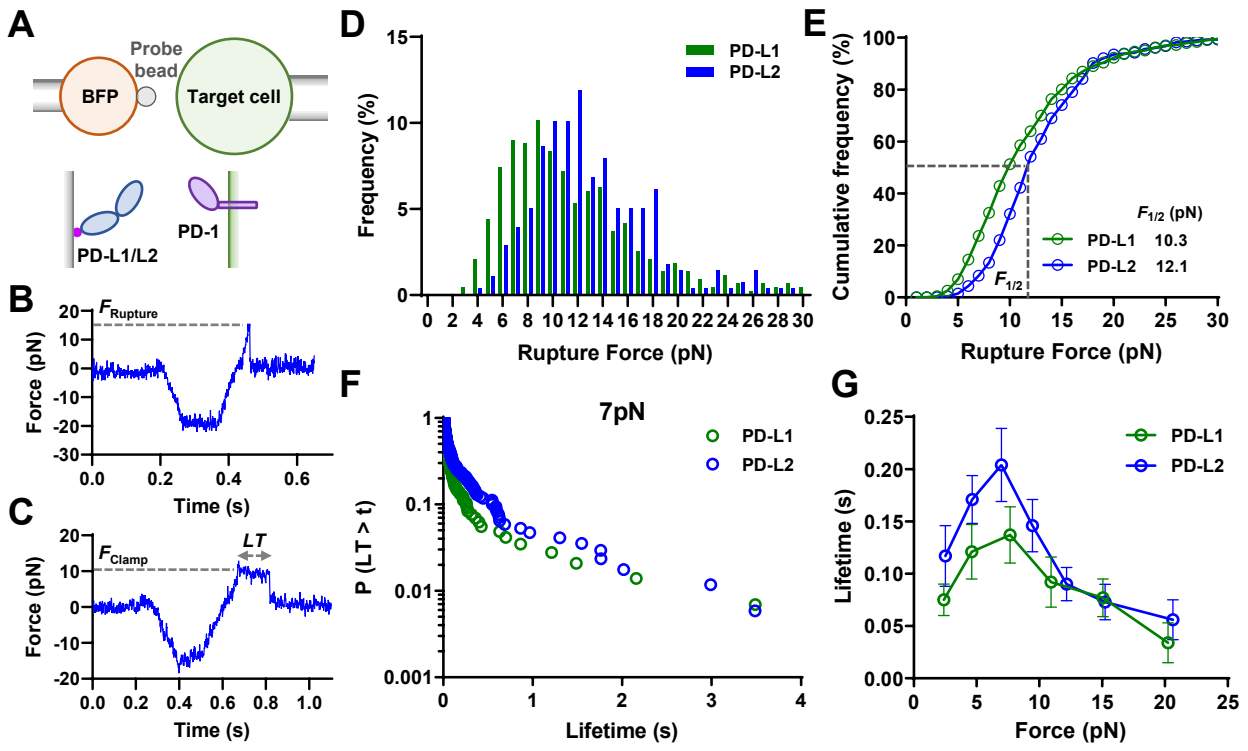 A
Probe
bead
BFP
Target cell
PD-L1/L2
PD-1
B
F_Rupture
20
10
0
-10
-20
-30
Force (pN)
0.0 0.2 0.4 0.6
Time (s)
C
LT
F_Clamp
20
10
0
-10
-20
Force (pN)
0.0 0.2 0.4 0.6 0.8 1.0
Time (s)
D
PD-L1
PD-L2
15
10
5
0
Frequency (%)
0 2 4 6 8 10 12 14 16 18 20 22 24 26 28 30
Rupture Force (pN)
E
100
80
60
40
20
0
Cumulative frequency (%)
F1/2 (pN)
PD-L1 10.3
PD-L2 12.1
F1/2
0 5 10 15 20 25 30
Rupture Force (pN)
F
7pN
PD-L1
PD-L2
1
0.1
0.01
0.001
P (LT > t)
0 1 2 3 4
Lifetime (s)
G
PD-L1
PD-L2
0.25
0.20
0.15
0.10
0.05
0.00
Lifetime (s)
0 5 10 15 20 25
Force (pN)